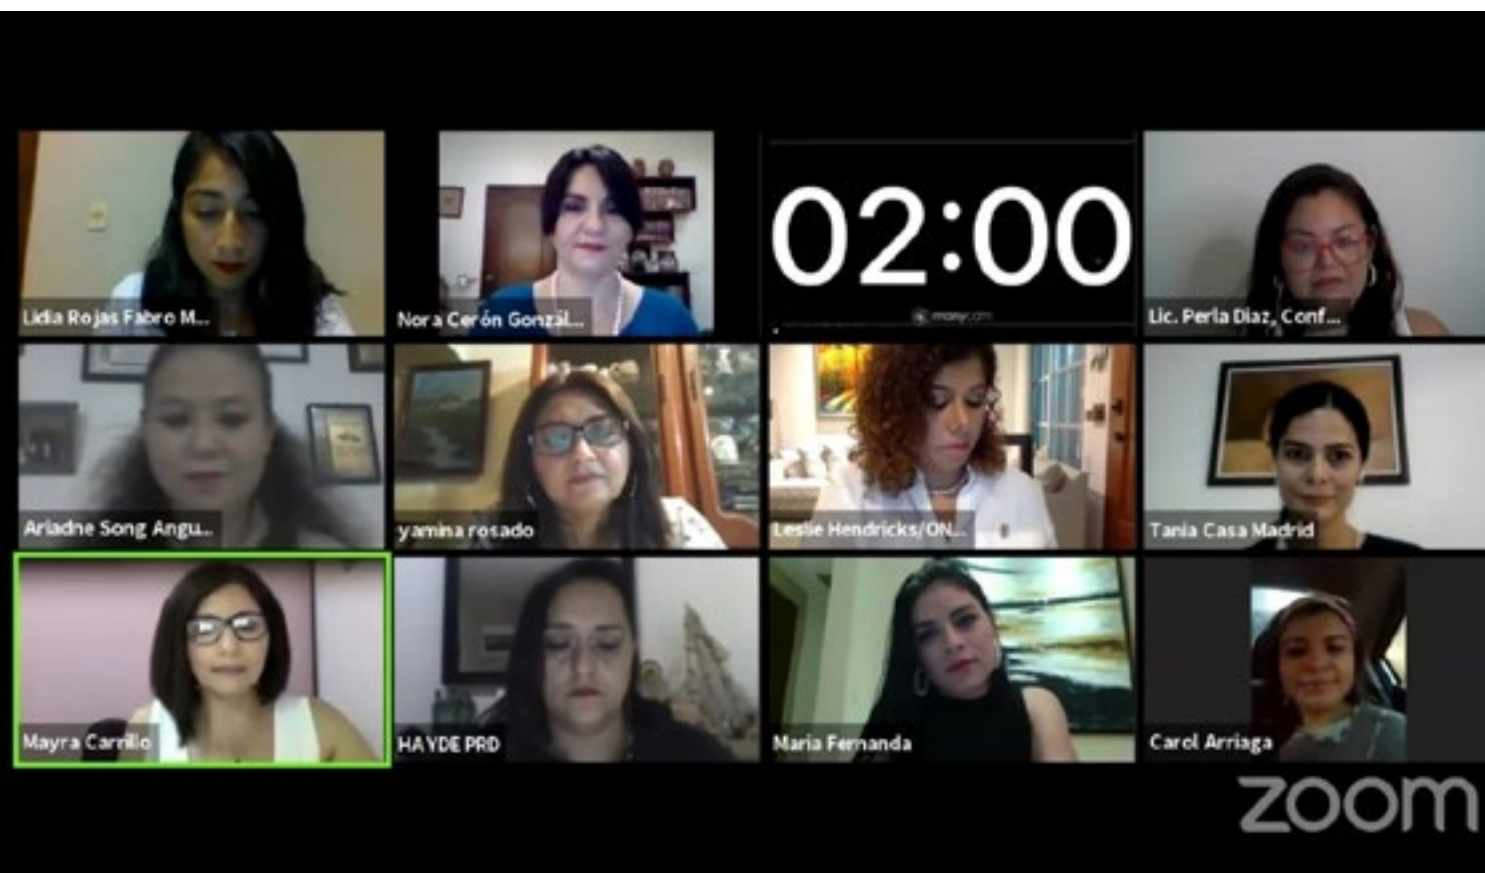 Lidia Rojas Fabro M...
Nora Cerón Gonzál...
02:00
manycam
Lic. Perla Diaz, Conf...
Ariadne Song Angu...
yamina rosado
Leslie Hendricks/ON...
Tania Casa Madrid
Mayra Carrillo
HAYDE PRD
Maria Fernanda
Carol Arriaga
zoom